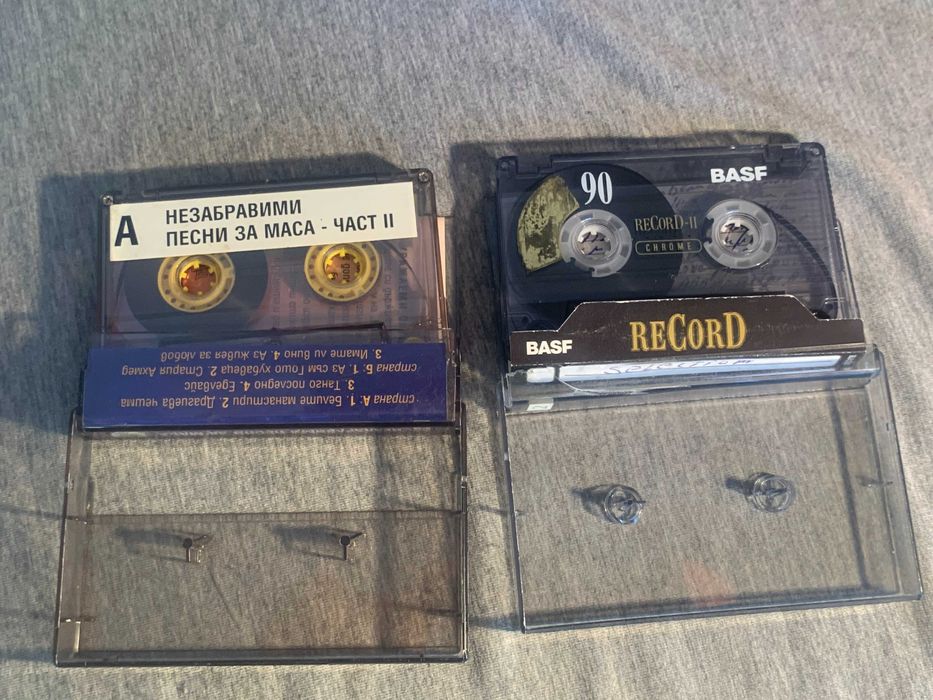 A
НЕЗАБРАВИМИ
ПЕСНИ ЗА МАСА - ЧАСТ II
страна А: 1. Белите манастири 2. Драгиева чешма
3. Танго последно 4. Еделвайс
страна Б: 1. Аз съм Гошо хубавеца 2. Стария Ахмед
3. Имате ли вино 4. Аз живея за любов
90
BASF
RECORD-II
CHROME
BASF
RECORD